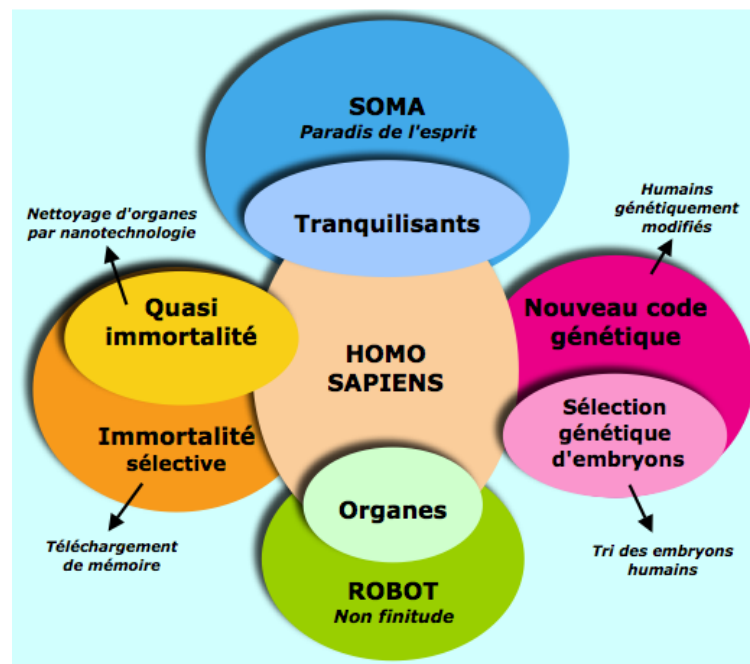 SOMA
Paradis de l'esprit
Tranquilisants
Nettoyage d'organes
par nanotechnologie
Humains
génétiquement
modifiés
Quasi
immortalité
Nouveau code
génétique
HOMO
SAPIENS
Immortalité
sélective
Sélection
génétique
d'embryons
Organes
Téléchargement
de mémoire
Tri des embryons
humains
ROBOT
Non finitude